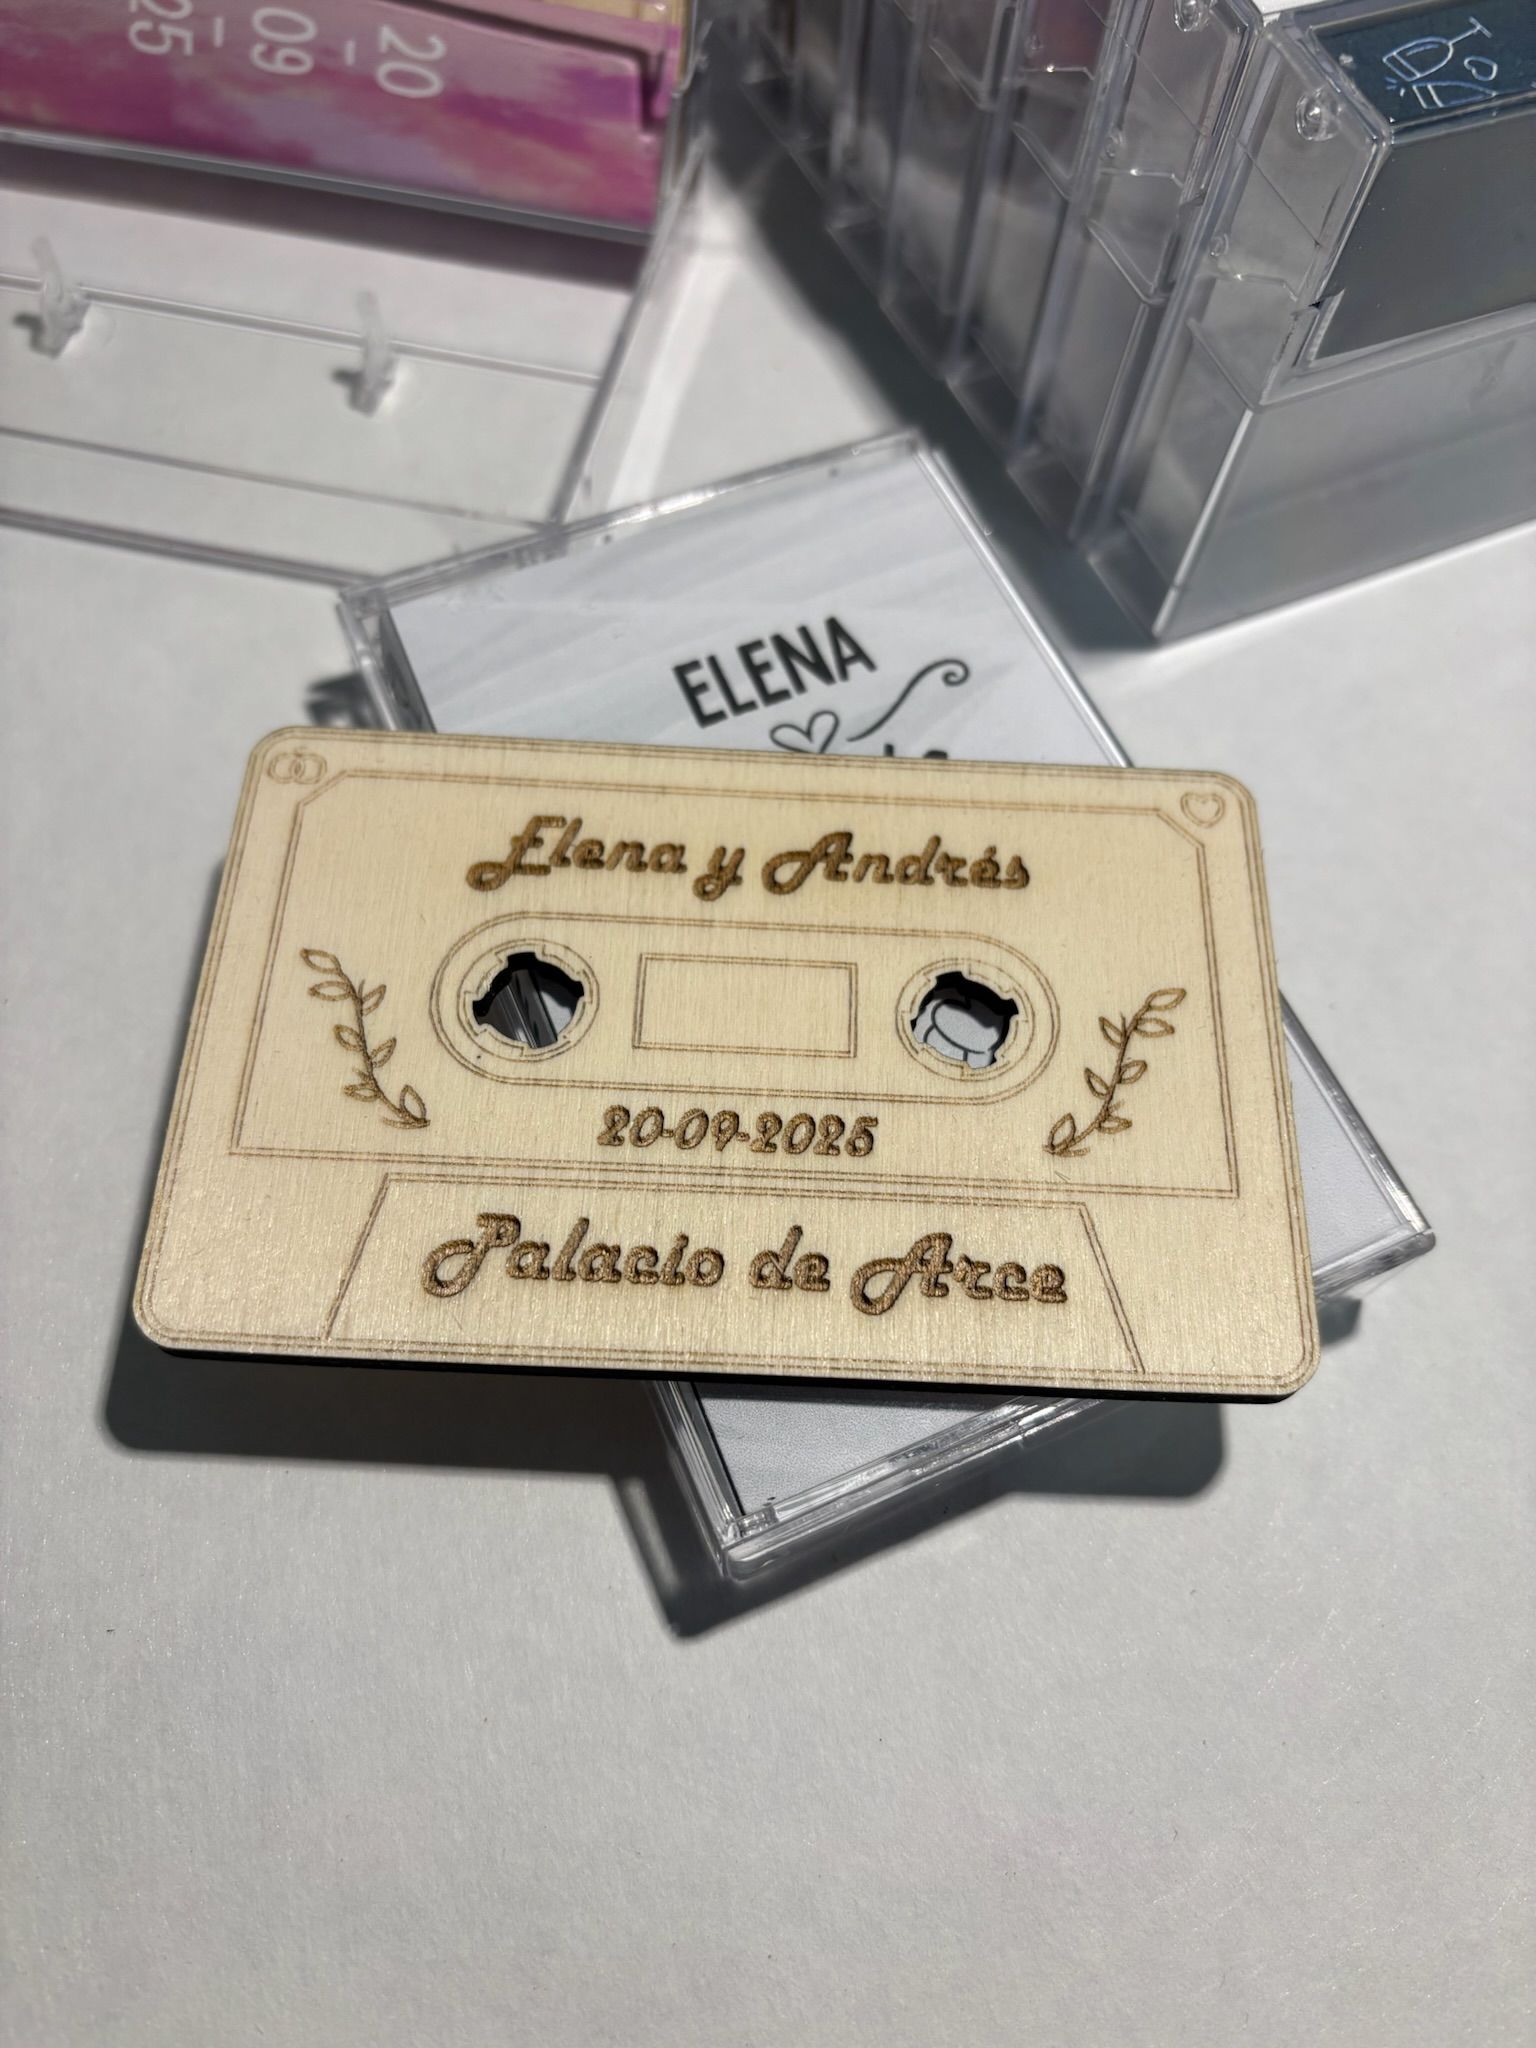 20
-
09
-
25
ELENA
Elena y Andrés
20-09-2025
Palacio de Arce